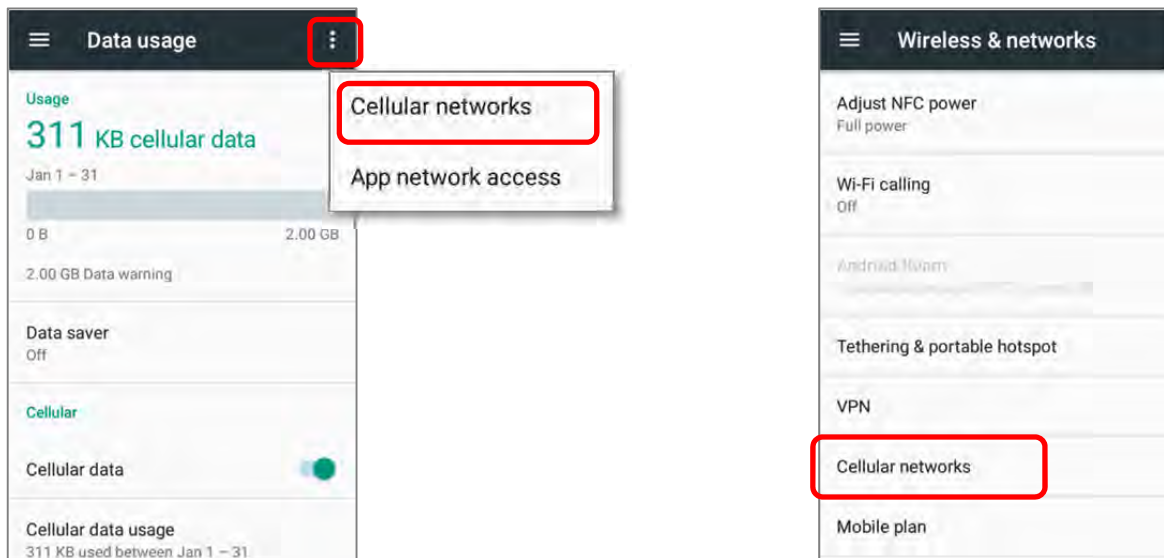 Data usage
Usage
311 KB cellular data
Jan 1 – 31
0 B 2.00 GB
2.00 GB Data warning
Data saver
Off
Cellular
Cellular data
Cellular data usage
311 KB used between Jan 1 – 31
Cellular networks
App network access
Wireless & networks
Adjust NFC power
Full power
Wi-Fi calling
Off
Tethering & portable hotspot
VPN
Cellular networks
Mobile plan